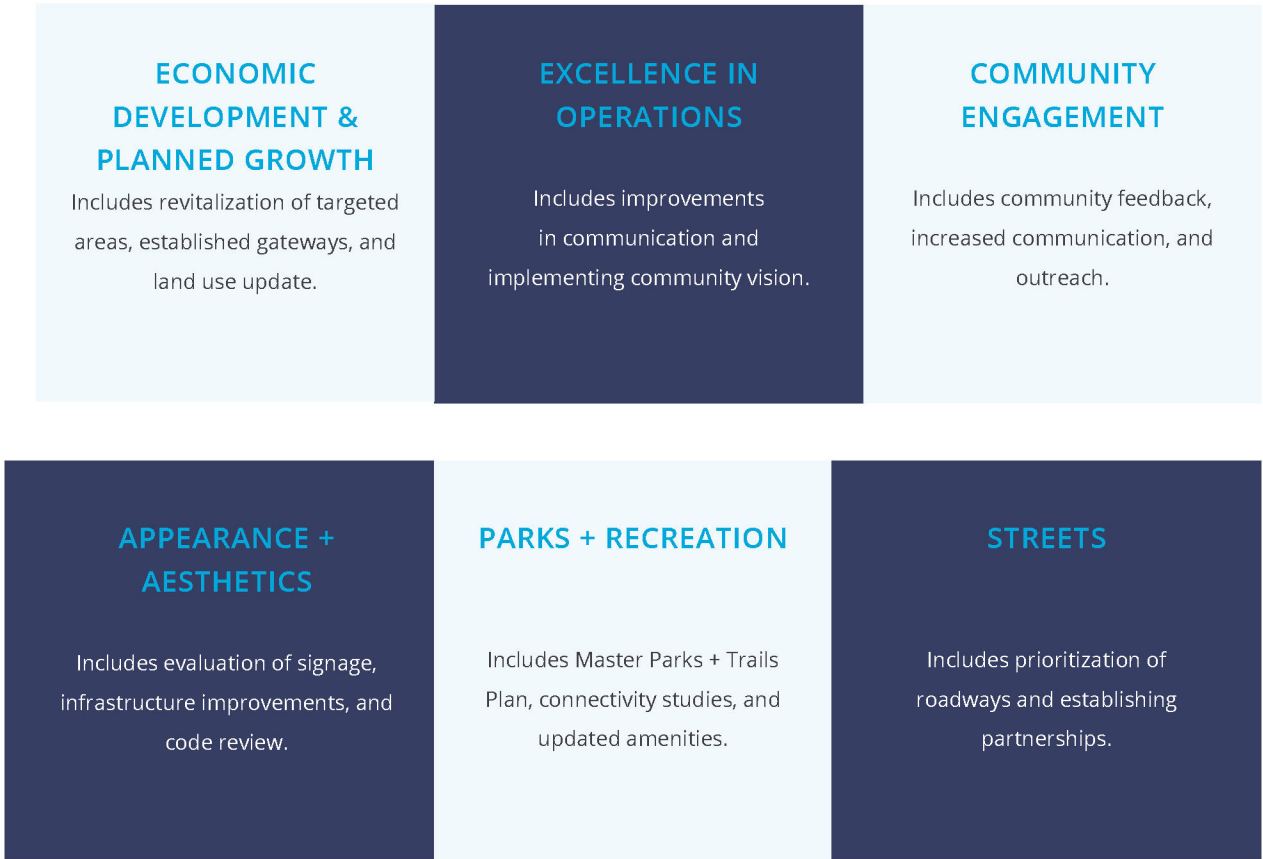 ECONOMIC
DEVELOPMENT &
PLANNED GROWTH
Includes revitalization of targeted
areas, established gateways, and
land use update.
EXCELLENCE IN
OPERATIONS
Includes improvements
in communication and
implementing community vision.
COMMUNITY
ENGAGEMENT
Includes community feedback,
increased communication, and
outreach.
APPEARANCE +
AESTHETICS
Includes evaluation of signage,
infrastructure improvements, and
code review.
PARKS + RECREATION
Includes Master Parks + Trails
Plan, connectivity studies, and
updated amenities.
STREETS
Includes prioritization of
roadways and establishing
partnerships.